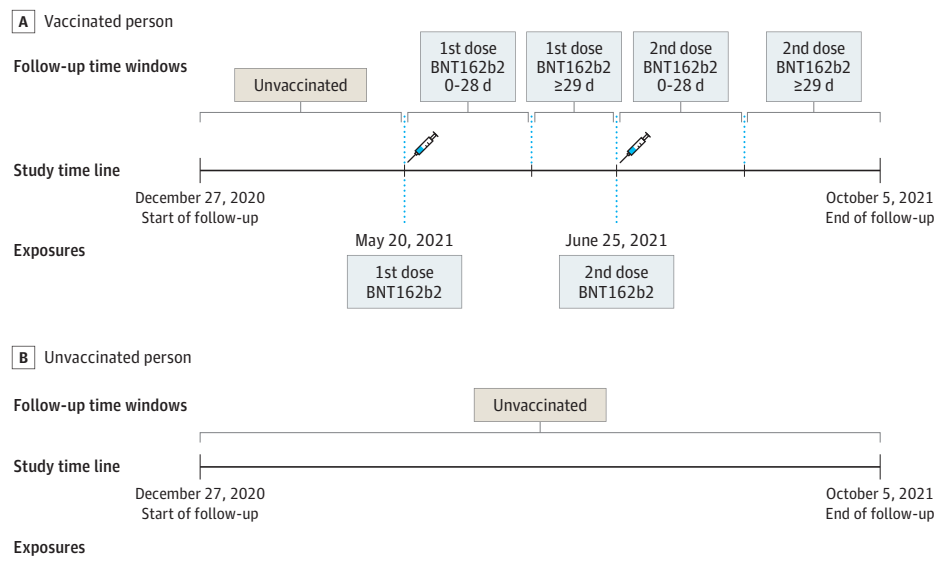 A Vaccinated person
Follow-up time windows
Unvaccinated
1st dose
BNT162b2
0-28 d
1st dose
BNT162b2
≥29 d
2nd dose
BNT162b2
0-28 d
2nd dose
BNT162b2
≥29 d
Study time line
December 27, 2020
Start of follow-up
October 5, 2021
End of follow-up
Exposures
May 20, 2021
1st dose
BNT162b2
June 25, 2021
2nd dose
BNT162b2
B Unvaccinated person
Follow-up time windows
Unvaccinated
Study time line
December 27, 2020
Start of follow-up
October 5, 2021
End of follow-up
Exposures